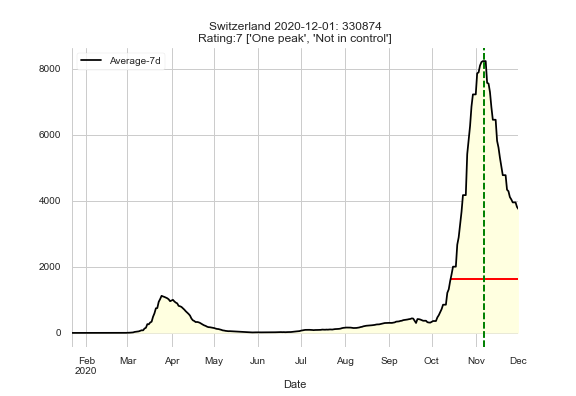 Switzerland 2020-12-01: 330874
Rating:7 ['One peak', 'Not in control']
Average-7d
8000
6000
4000
2000
0
Feb Mar Apr May Jun Jul Aug Sep Oct Nov Dec
2020
Date